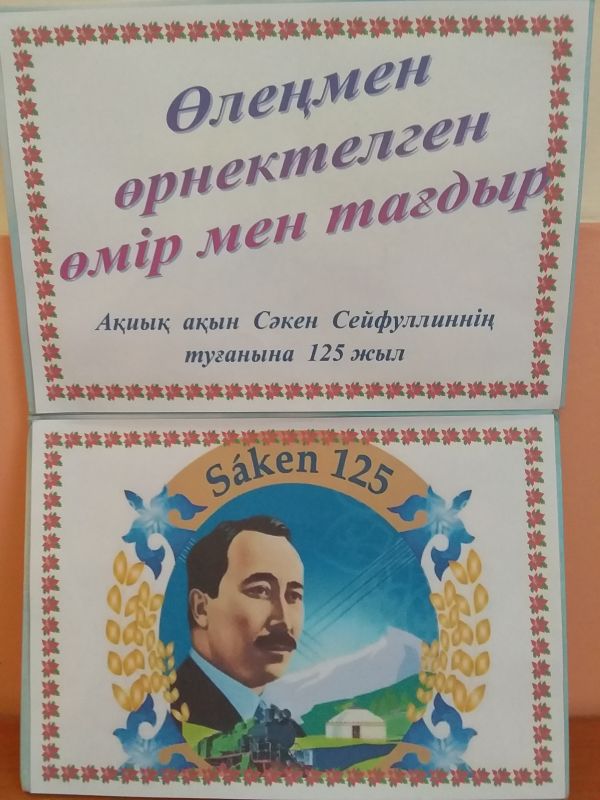 Өлеңмен
өрнектелген
өмір мен тағдыр
Ақиық ақын Сәкен Сейфуллиннің
туғанына 125 жыл
Sáken 125